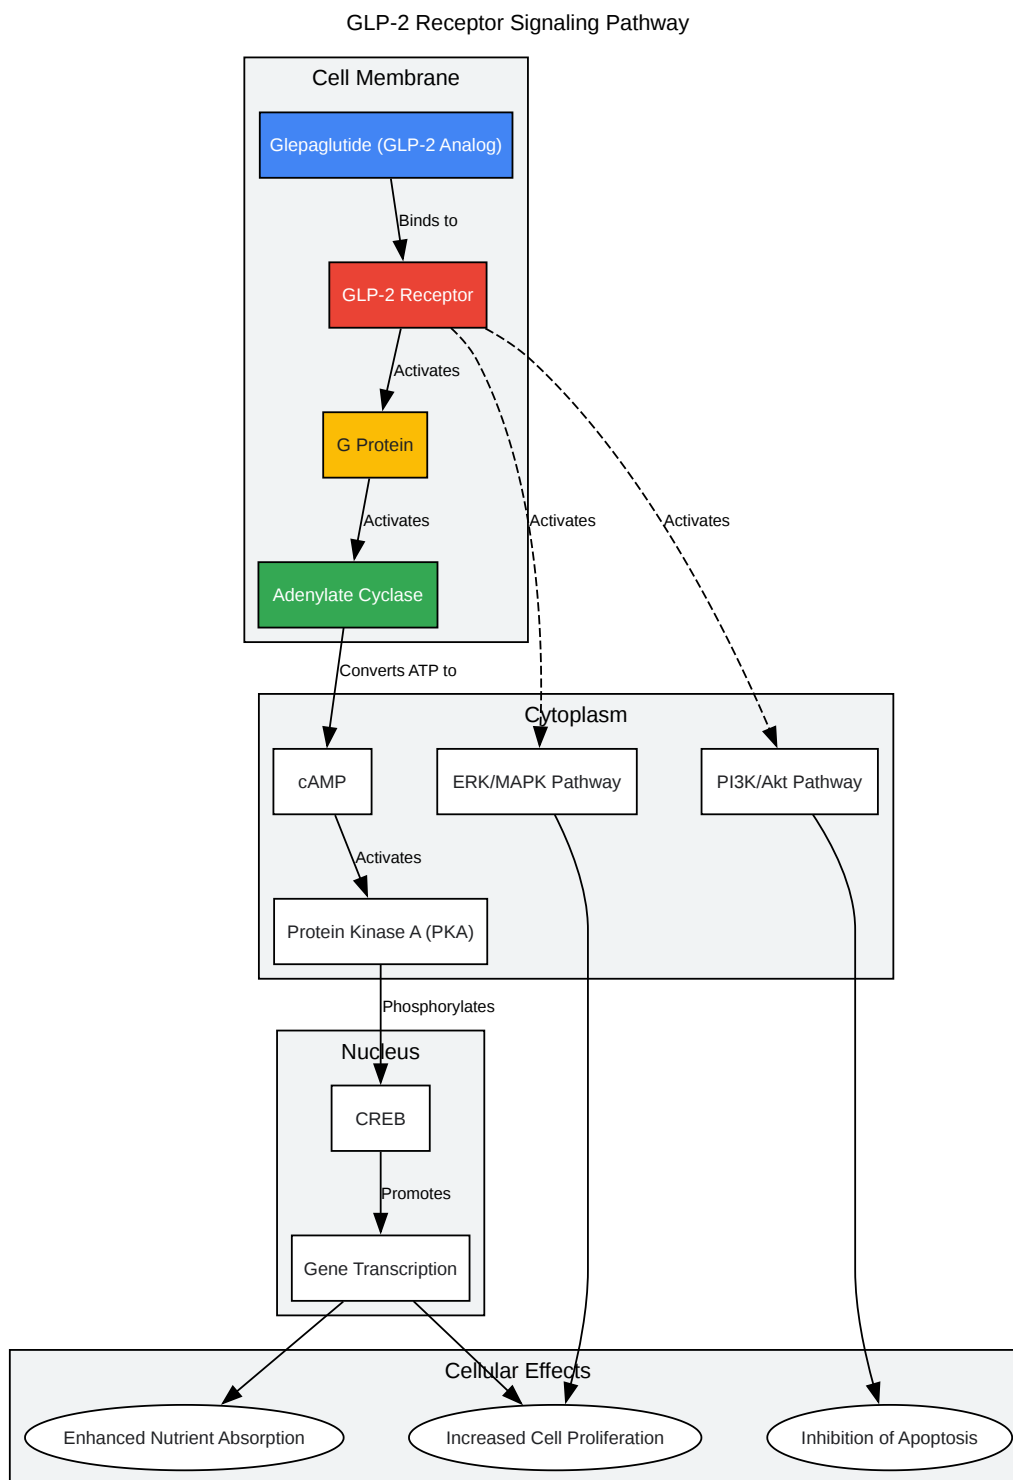 GLP-2 Receptor Signaling Pathway
Cell Membrane
Glepaglutide (GLP-2 Analog)
Binds to
GLP-2 Receptor
Activates
G Protein
Activates
Activates
Activates
Adenylate Cyclase
Converts ATP to
Cytoplasm
cAMP
ERK/MAPK Pathway
PI3K/Akt Pathway
Activates
Protein Kinase A (PKA)
Phosphorylates
Nucleus
CREB
Promotes
Gene Transcription
Cellular Effects
Enhanced Nutrient Absorption
Increased Cell Proliferation
Inhibition of Apoptosis